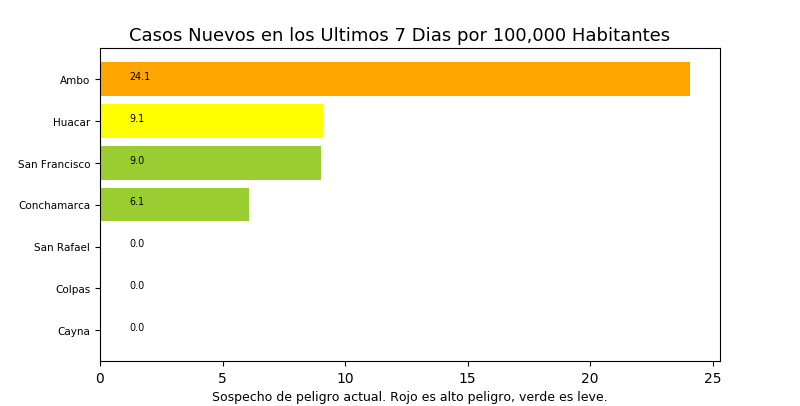 Casos Nuevos en los Ultimos 7 Dias por 100,000 Habitantes
Ambo 24.1
Huacar 9.1
San Francisco 9.0
Conchamarca 6.1
San Rafael 0.0
Colpas 0.0
Cayna 0.0
0 5 10 15 20 25
Sospecho de peligro actual. Rojo es alto peligro, verde es leve.